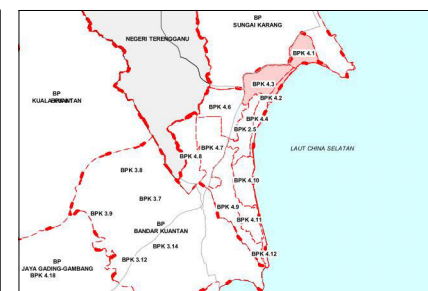 BP
SUNGAI KARANG
NEGERI TERENGGANU
BPK 4.1
BPK 4.3
BPK 4.2
BP
BPK 4.6
BPK 4.4
BPK 2.5
BPK 4.7
LAUT CHINA SELATAN
BPK 4.8
BPK 3.8
BPK 4.10
BPK 3.7
BPK 3.9
BPK 4.9
BPK 4.11
BP
BANDAR KUANTAN
BPK 3.14
BPK 4.12
BPK 3.12
BP
JAYA GADING-GAMBANG
BPK 4.18